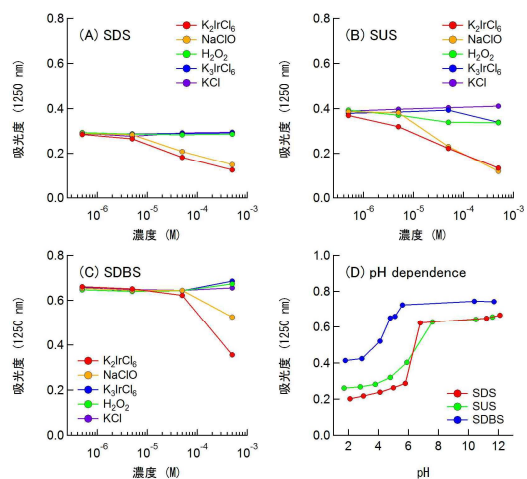 (A) SDS
K₂IrCl₆
NaClO
H₂O₂
K₃IrCl₆
KCl
吸光度 (1250 nm)
0.8
0.6
0.4
0.2
0.0
10⁻⁶
10⁻⁵
10⁻⁴
10⁻³
濃度 (M)
(B) SUS
K₂IrCl₆
NaClO
H₂O₂
K₃IrCl₆
KCl
吸光度 (1250 nm)
0.8
0.6
0.4
0.2
0.0
10⁻⁶
10⁻⁵
10⁻⁴
10⁻³
濃度 (M)
(C) SDBS
K₂IrCl₆
NaClO
K₃IrCl₆
H₂O₂
KCl
吸光度 (125C nm)
0.8
0.6
0.4
0.2
0.0
10⁻⁶
10⁻⁵
10⁻⁴
10⁻³
濃度 (M)
(D) pH dependence
SDS
SUS
SDBS
吸光度 (125C nm)
1.0
0.8
0.6
0.4
0.2
0.0
2
4
6
8
10
12
pH